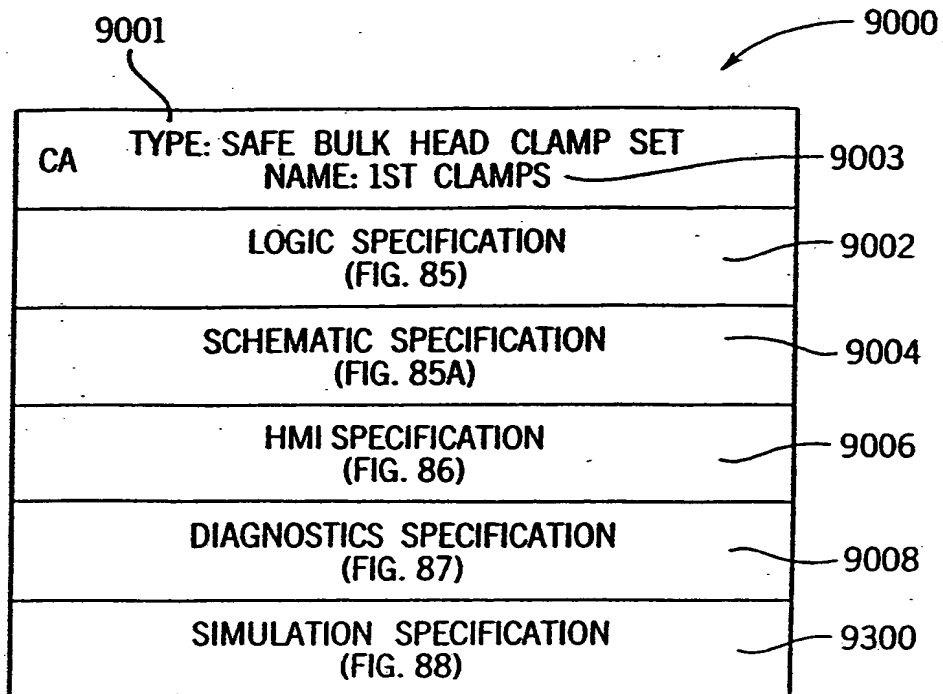 9001
9000
CA TYPE: SAFE BULK HEAD CLAMP SET
NAME: 1ST CLAMPS
9003
LOGIC SPECIFICATION
(FIG. 85)
9002
SCHEMATIC SPECIFICATION
(FIG. 85A)
9004
HMI SPECIFICATION
(FIG. 86)
9006
DIAGNOSTICS SPECIFICATION
(FIG. 87)
9008
SIMULATION SPECIFICATION
(FIG. 88)
9300